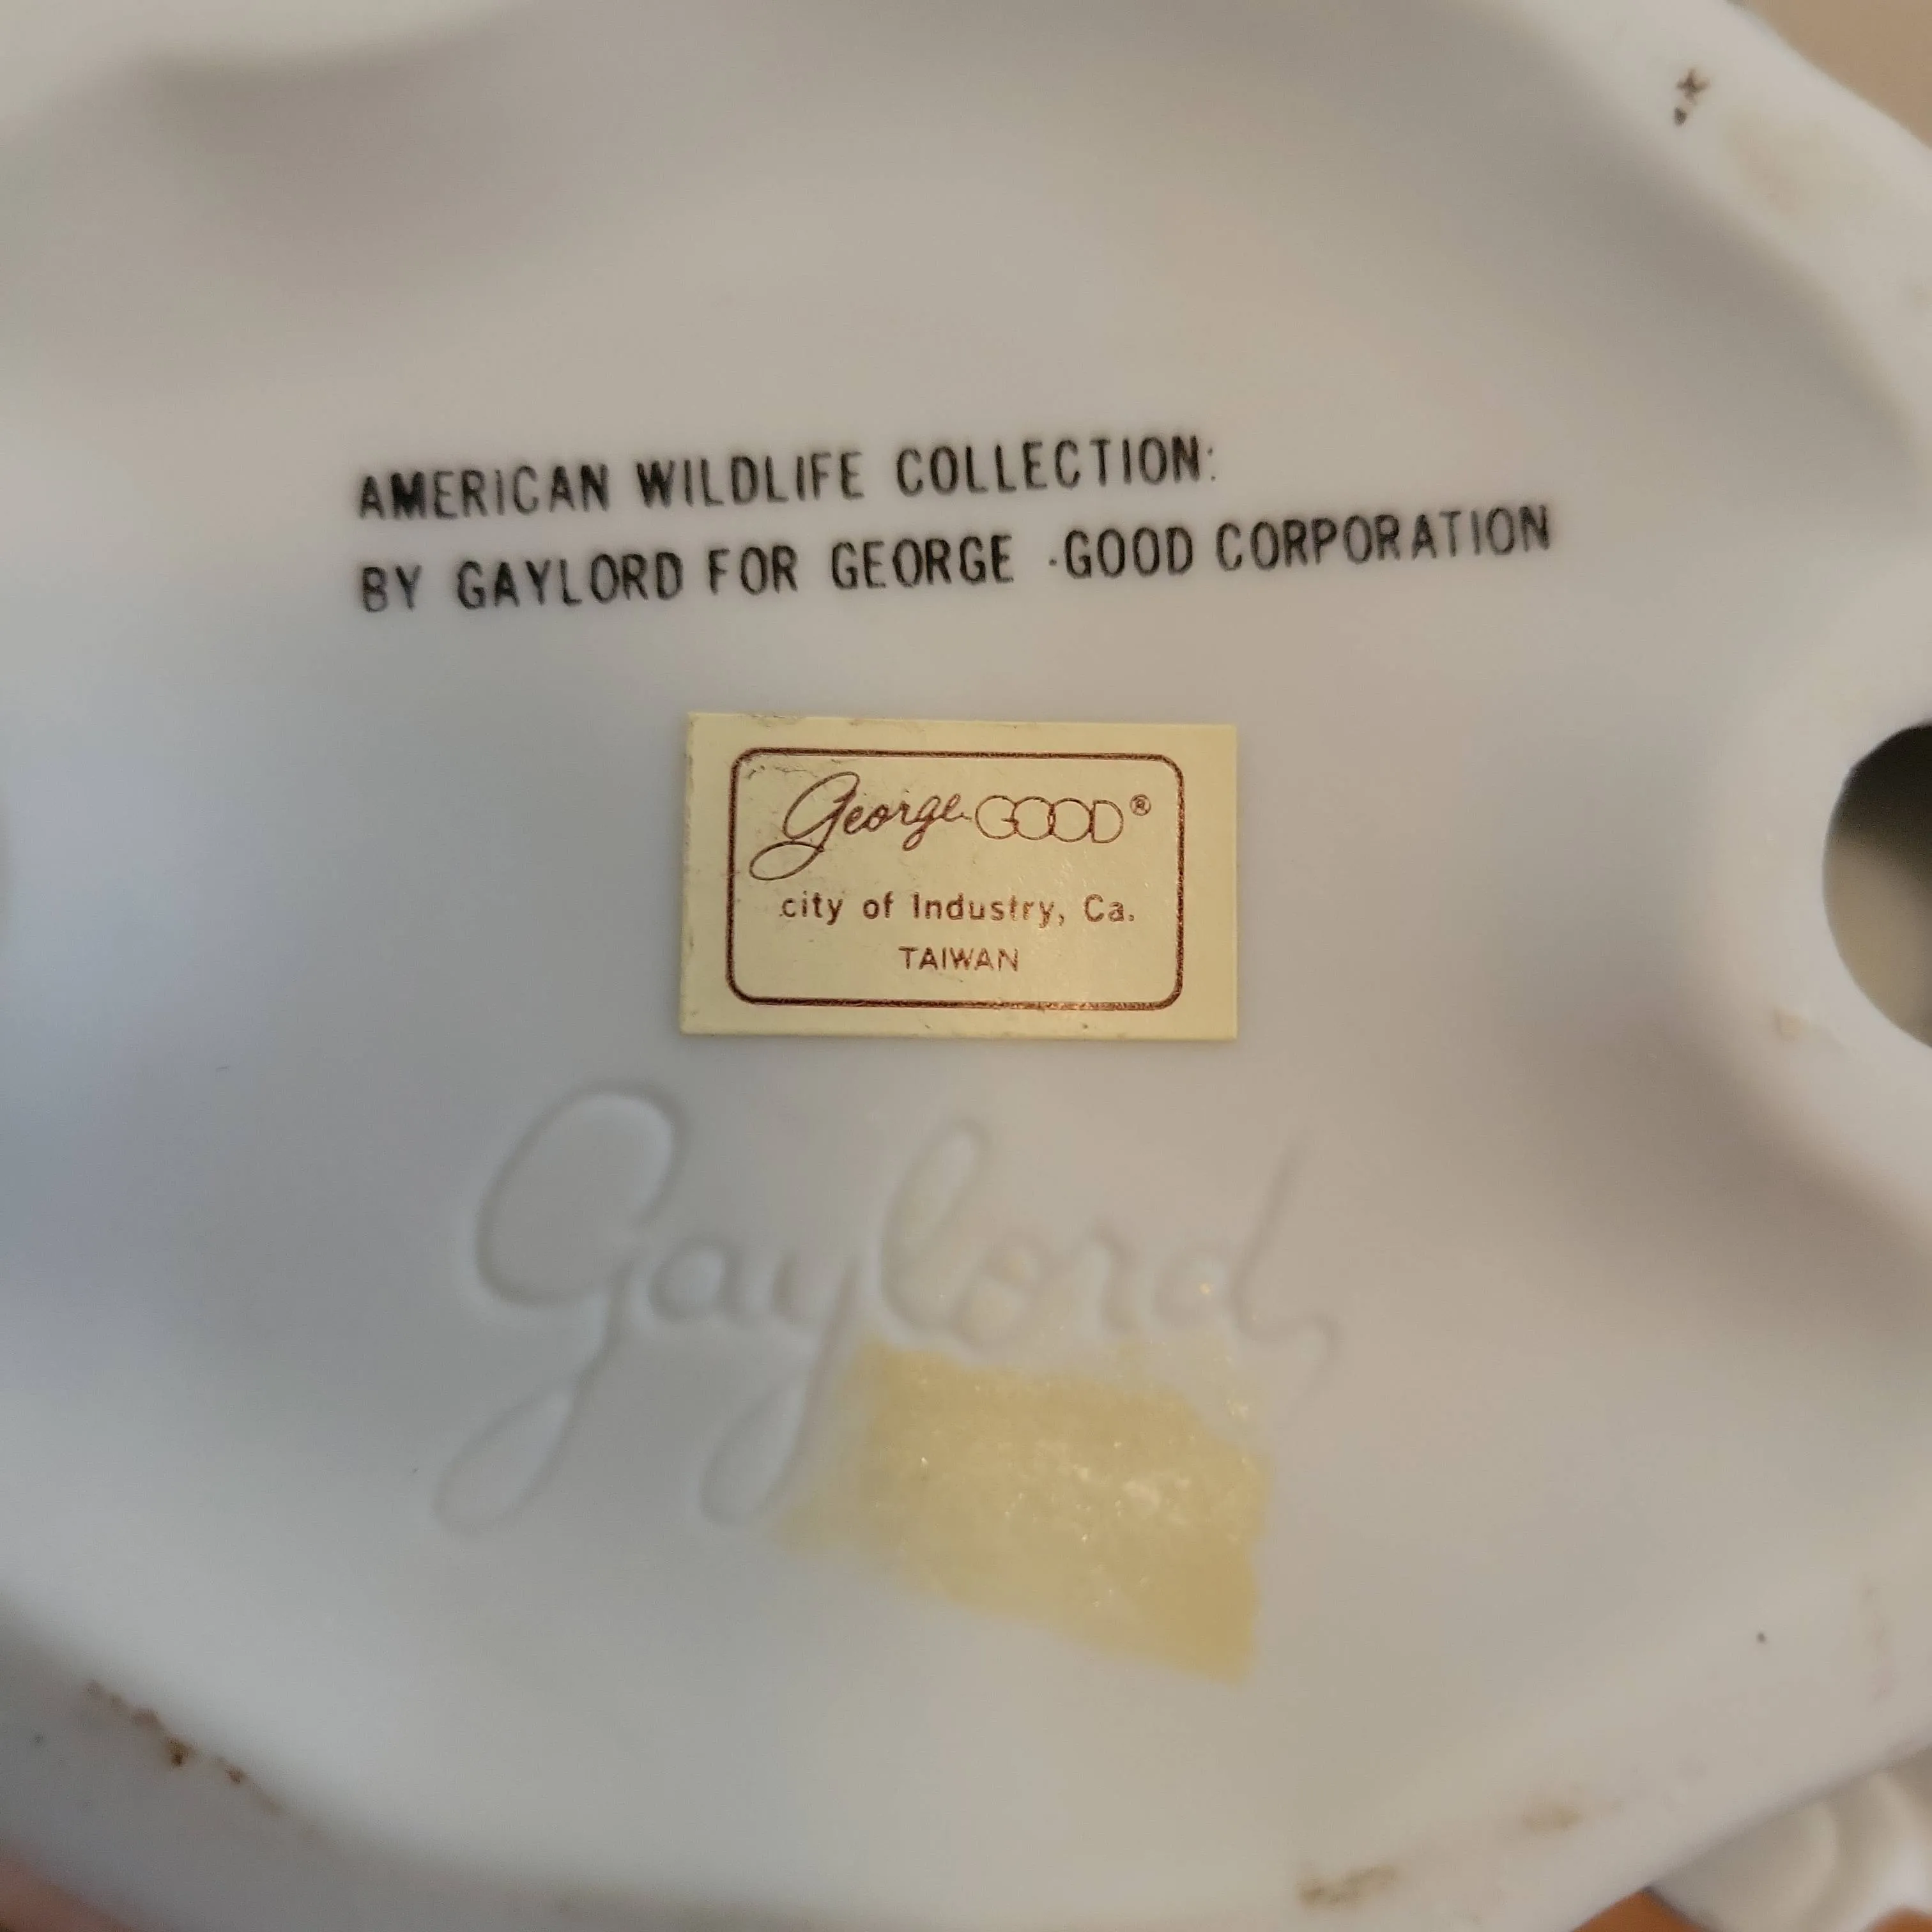 AMERICAN WILDLIFE COLLECTION:
BY GAYLORD FOR GEORGE -GOOD CORPORATION
George GOOD®
city of Industry, Ca.
TAIWAN
Gaylord